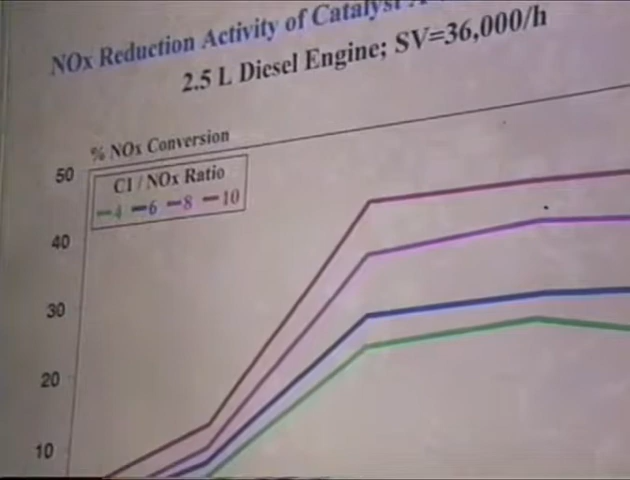 NOx Reduction Activity of Catalyst
2.5 L Diesel Engine; SV=36,000/h
% NOx Conversion
C1 / NOx Ratio
4 6 8 10
50
40
30
20
10